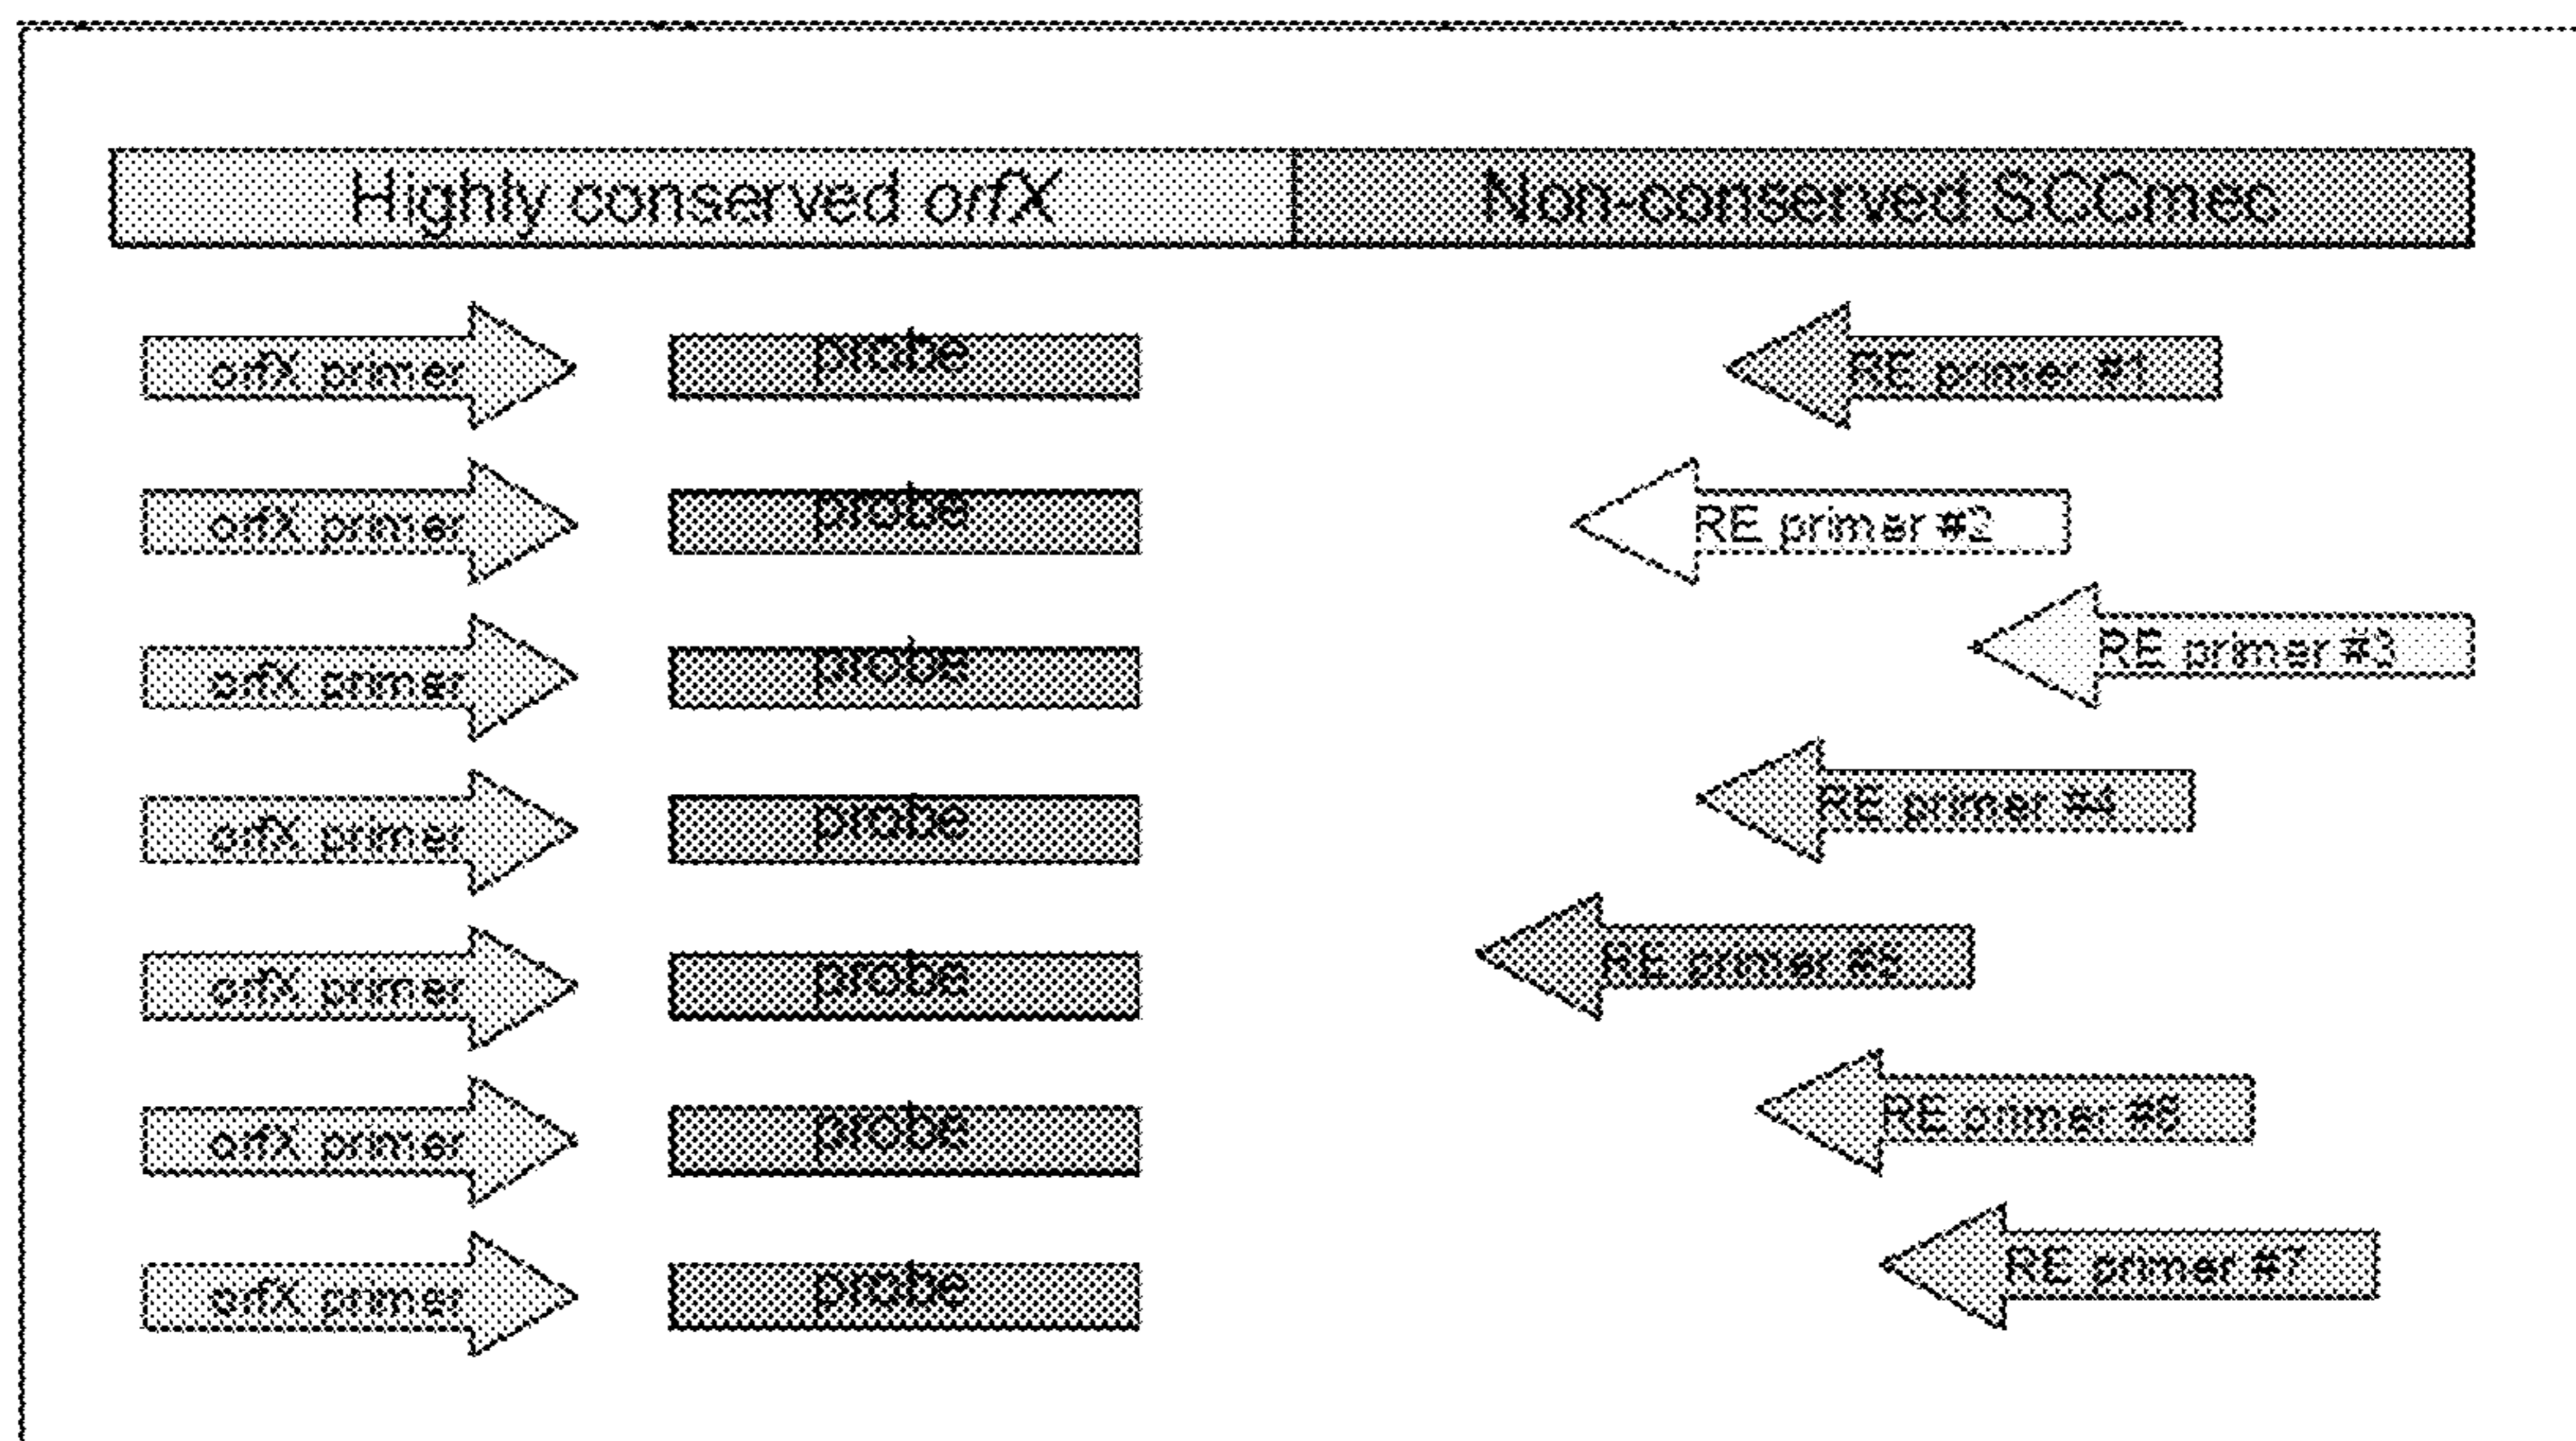 Highly conserved orfX Non-conserved SCCmec
orfX primer probe RE primer #1
orfX primer probe RE primer #2
orfX primer probe RE primer #3
orfX primer probe RE primer #4
orfX primer probe RE primer #5
orfX primer probe RE primer #6
orfX primer probe RE primer #7